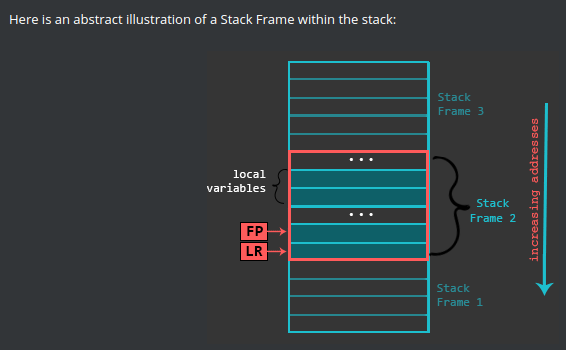 Here is an abstract illustration of a Stack Frame within the stack:
Stack
Frame 3
...
local
variables
...
Stack
Frame 2
FP
LR
increasing addresses
Stack
Frame 1